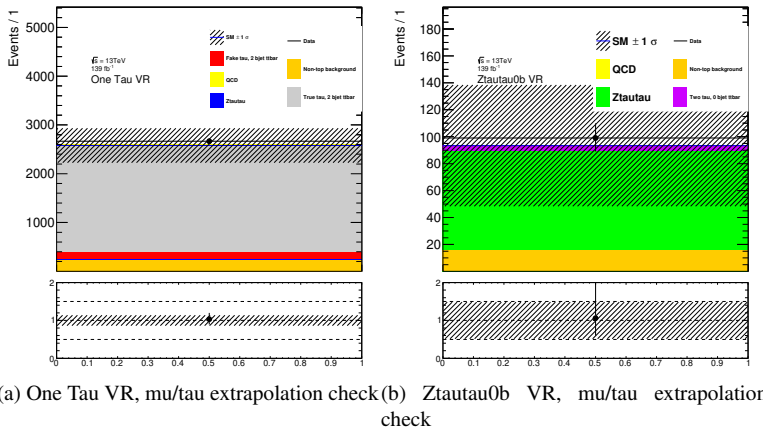 Events / 1
5000
4000
3000
2000
1000
SM ± 1 σ
Data
Fake tau, 2 bjet ttbar
Non-top background
QCD
True tau, 2 bjet ttbar
Ztautau
√s = 13TeV
139 fb⁻¹
One Tau VR
2
1
0
0 0.1 0.2 0.3 0.4 0.5 0.6 0.7 0.8 0.9 1
Events / 1
180
160
140
120
100
80
60
40
20
SM ± 1 σ
Data
QCD
Non-top background
Ztautau
Two tau, 0 bjet ttbar
√s = 13TeV
139 fb⁻¹
Ztautau0b VR
2
1
0
0 0.1 0.2 0.3 0.4 0.5 0.6 0.7 0.8 0.9 1
a) One Tau VR, mu/tau extrapolation check
(b) Ztautau0b VR, mu/tau extrapolation
check